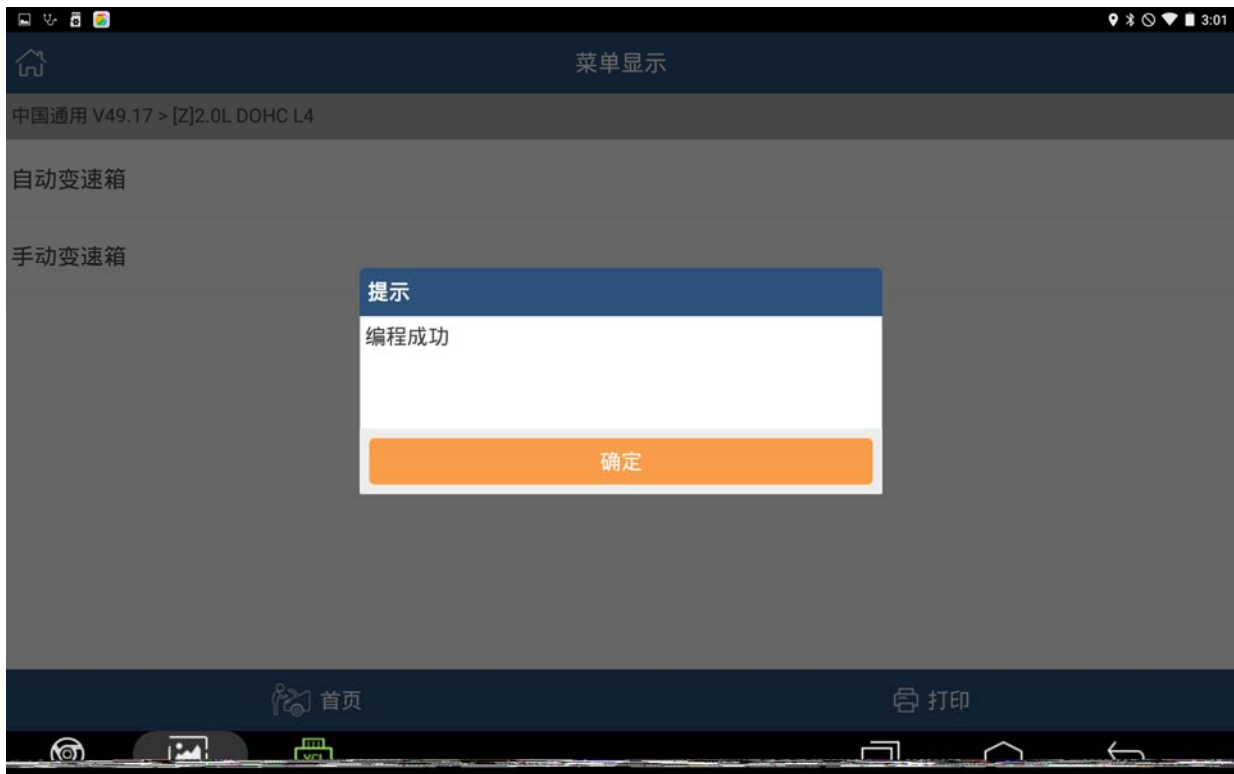 3:01
菜单显示
中国通用 V49.17 > [Z]2.0L DOHC L4
自动变速箱
手动变速箱
提示
编程成功
确定
首页
打印
VCI